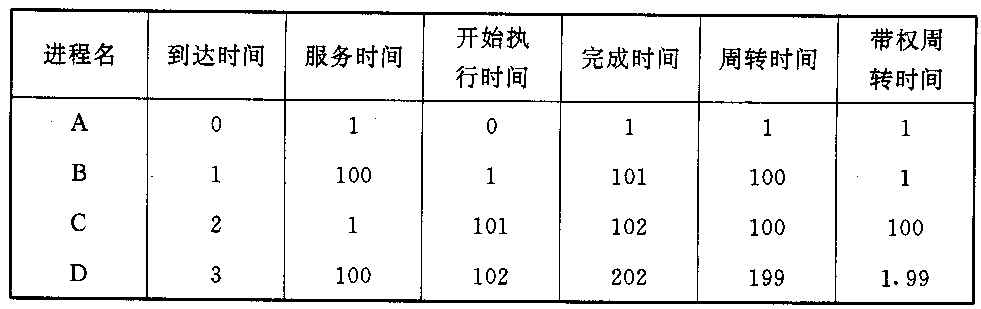 进程名 到达时间 服务时间 开始执行时间 完成时间 周转时间 带权周转时间
A 0 1 0 1 1 1
B 1 100 1 101 100 1
C 2 1 101 102 100 100
D 3 100 102 202 199 1.99